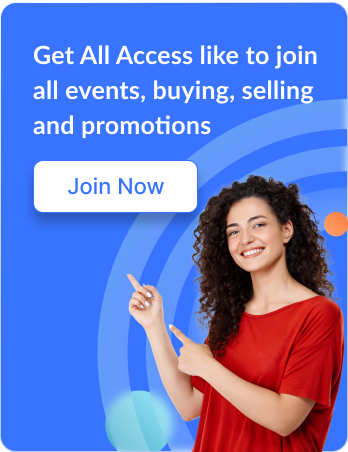 Get All Access like to join
all events, buying, selling
and promotions
Join Now